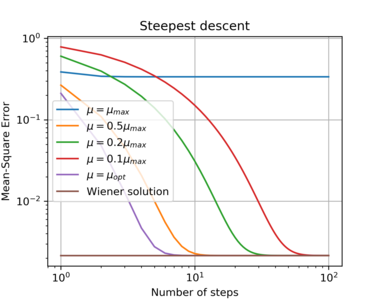 Steepest descent
Mean-Square Error
10⁰
10⁻¹
10⁻²
μ = μₘₐₓ
μ = 0.5μₘₐₓ
μ = 0.2μₘₐₓ
μ = 0.1μₘₐₓ
μ = μₒₚₜ
Wiener solution
10⁰ 10¹ 10²
Number of steps